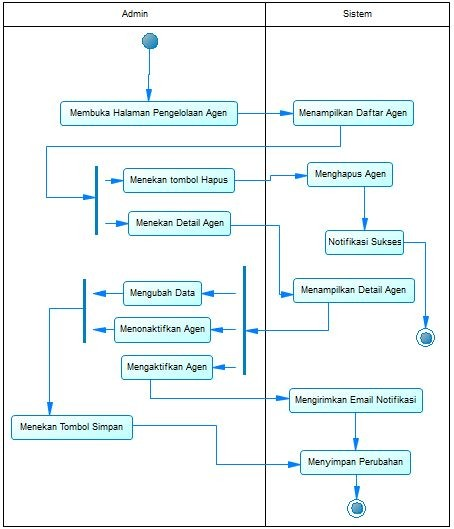 Admin
Sistem
Membuka Halaman Pengelolaan Agen
Menampilkan Daftar Agen
Menekan tombol Hapus
Menghapus Agen
Menekan Detail Agen
Notifikasi Sukses
Mengubah Data
Menampilkan Detail Agen
Menonaktifkan Agen
Mengaktifkan Agen
Mengirimkan Email Notifikasi
Menekan Tombol Simpan
Menyimpan Perubahan